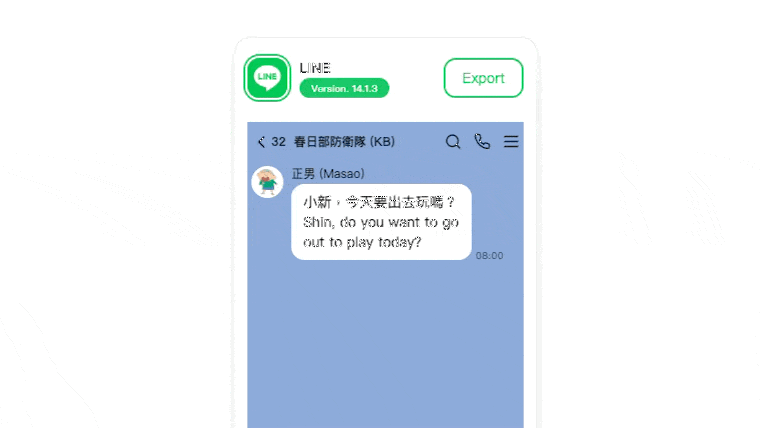 LINE
LINE
Version. 14.1.3
Export
32 春日部防衛隊 (KB)
正男 (Masao)
小新，今天要出去玩嗎？
Shin, do you want to go
out to play today?
08:00